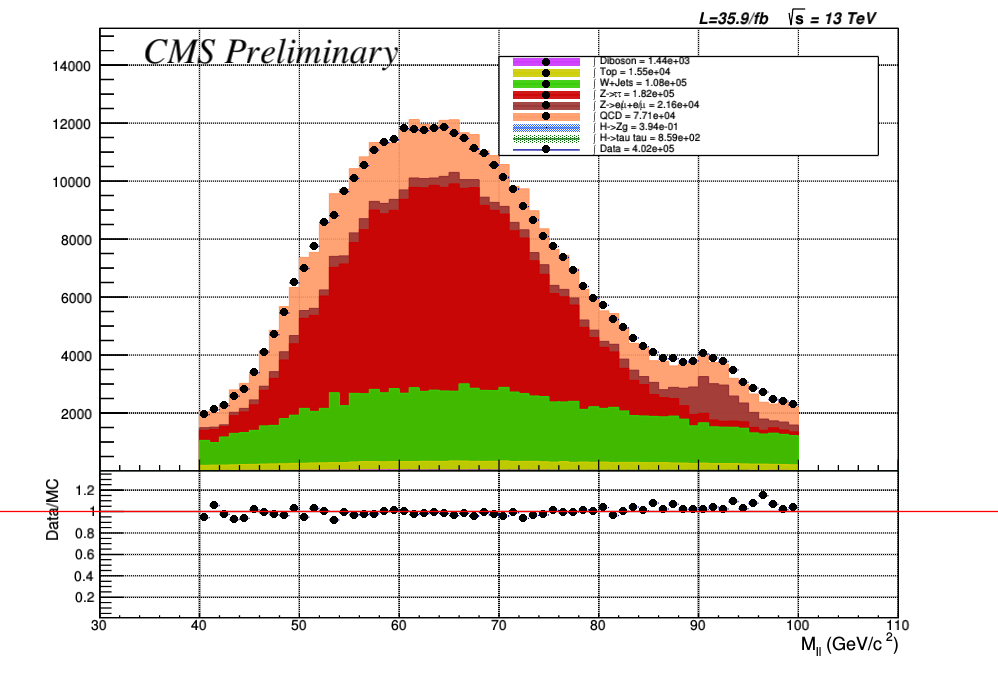 L=35.9/fb √s = 13 TeV
CMS Preliminary
∫ Diboson = 1.44e+03
∫ Top = 1.55e+04
∫ W+Jets = 1.08e+05
∫ Z->ττ = 1.82e+05
∫ Z->eμ+e/μ = 2.16e+04
∫ QCD = 7.71e+04
∫ H->Zg = 3.94e-01
∫ H->tau tau = 8.59e+02
∫ Data = 4.02e+05
14000
12000
10000
8000
6000
4000
2000
Data/MC
1.2
1
0.8
0.6
0.4
0.2
30 40 50 60 70 80 90 100 110
M_ll (GeV/c²)